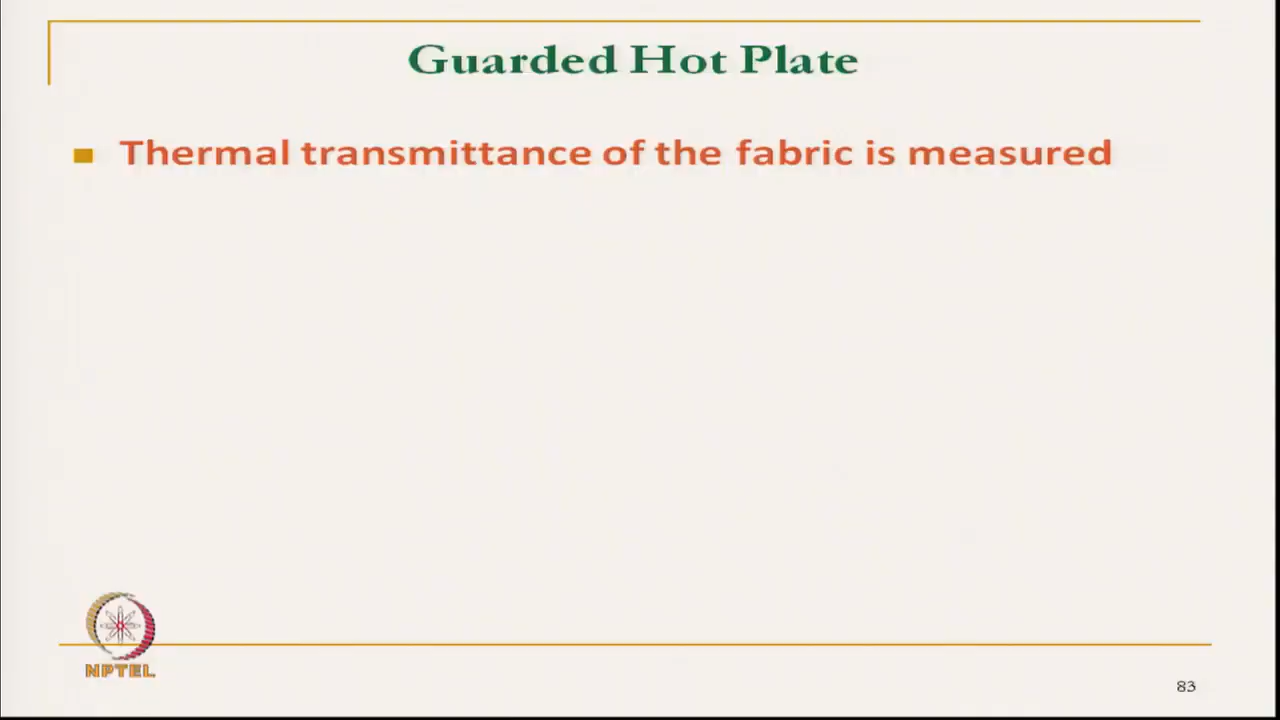 Guarded Hot Plate
Thermal transmittance of the fabric is measured
NPTEL
83